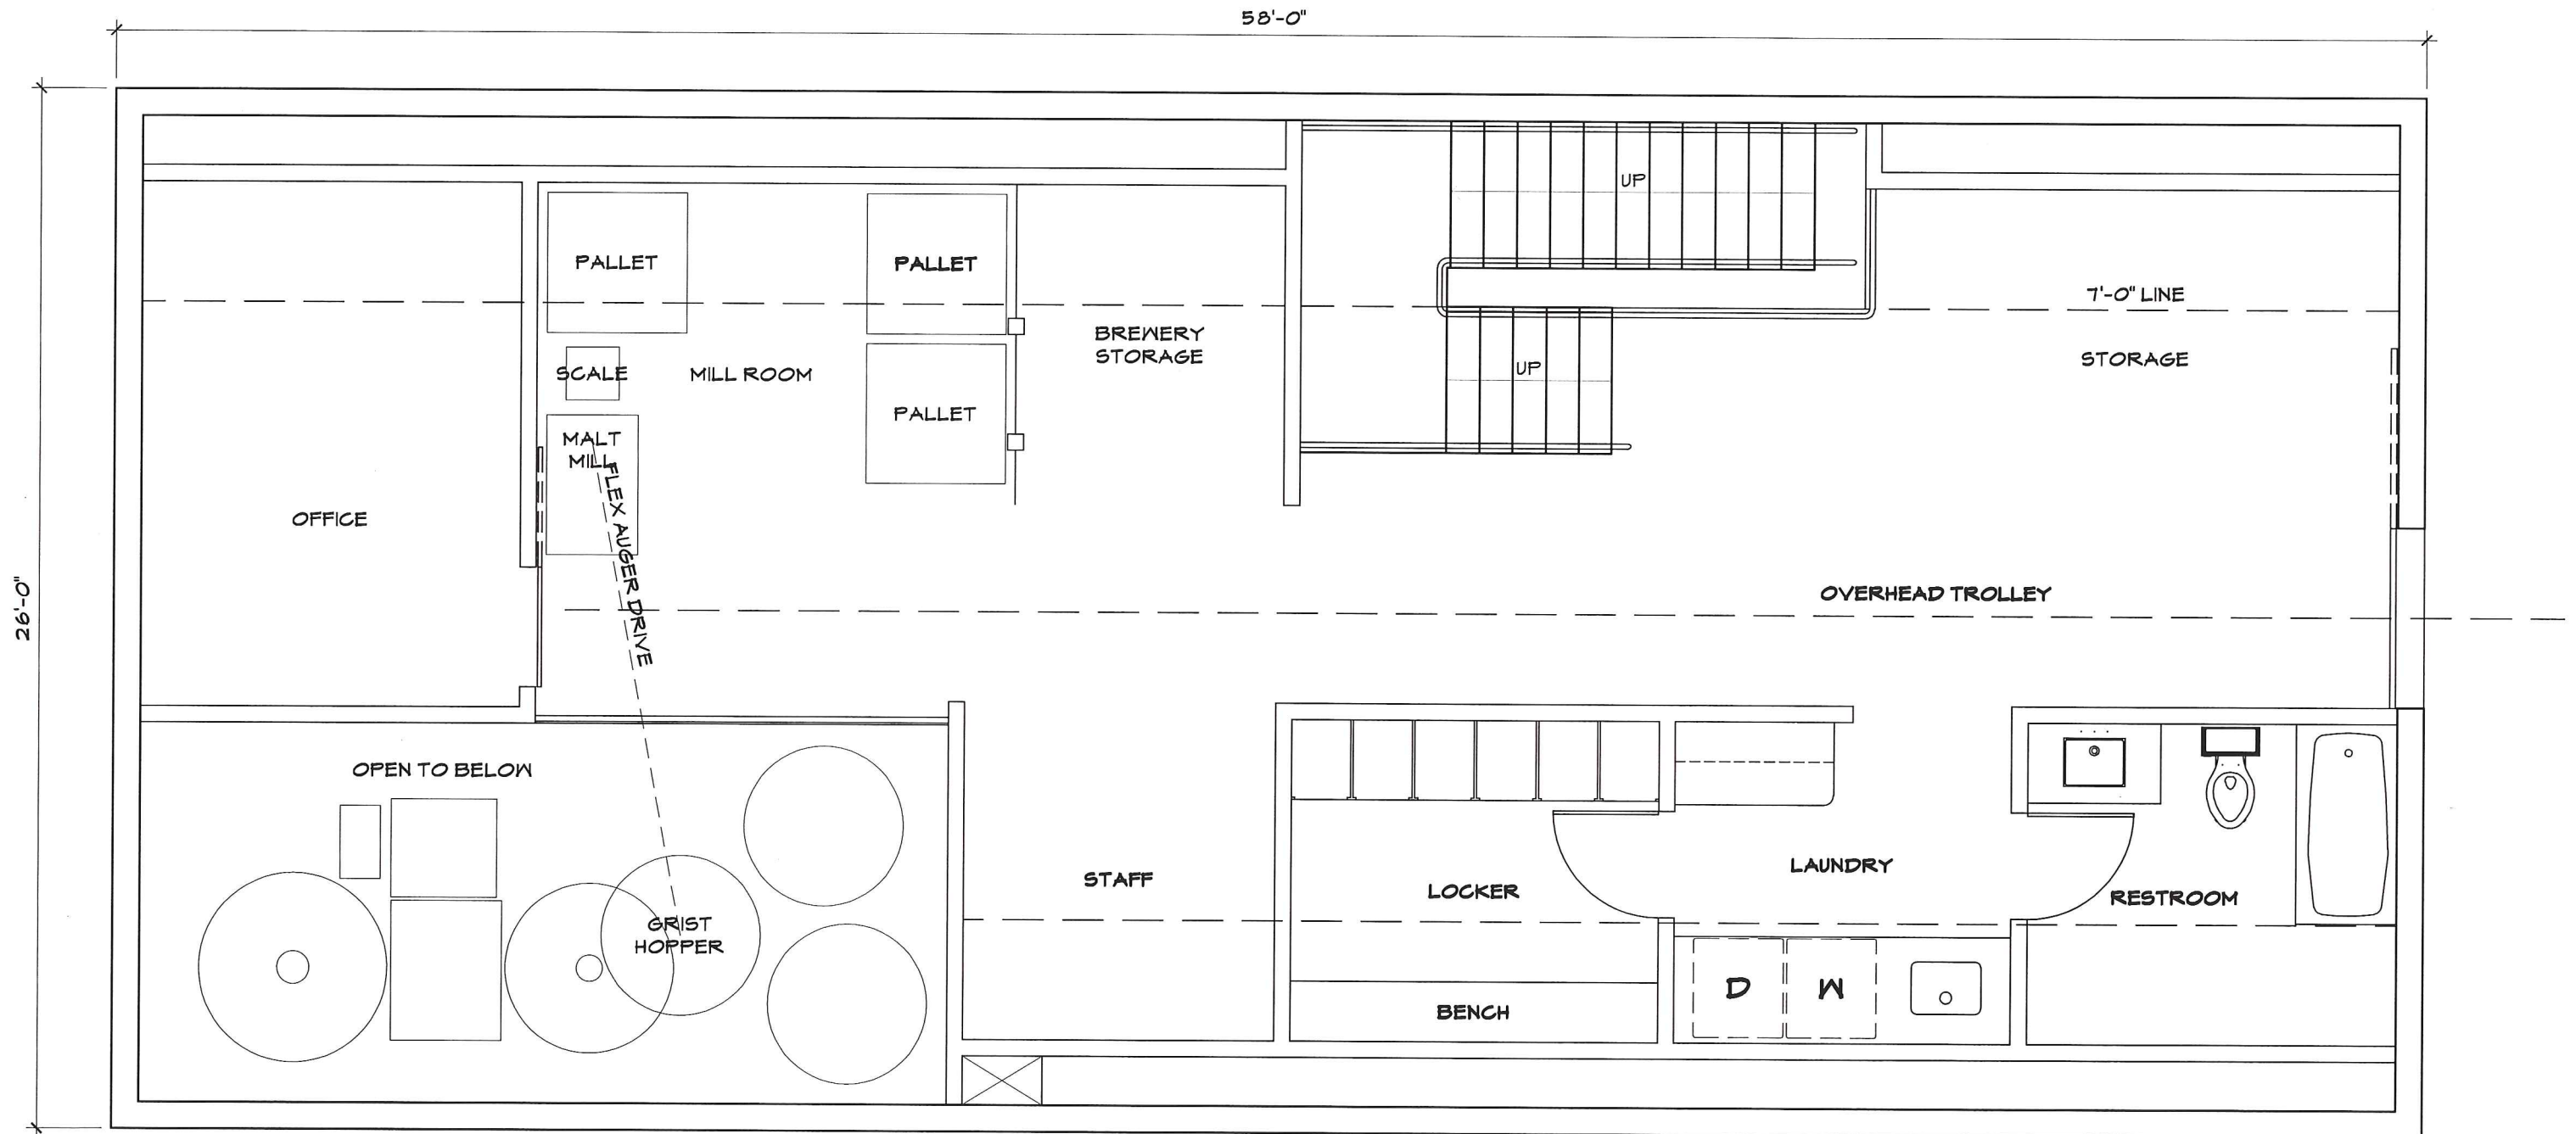 58'-0"
UP
PALLET
PALLET
7'-0" LINE
BREWERY
STORAGE
STORAGE
UP
SCALE
MILL ROOM
PALLET
MALT
MILL
FLEX AUGER DRIVE
OFFICE
OVERHEAD TROLLEY
26'-0"
OPEN TO BELOW
LAUNDRY
STAFF
LOCKER
RESTROOM
GRIST
HOPPER
D
W
BENCH